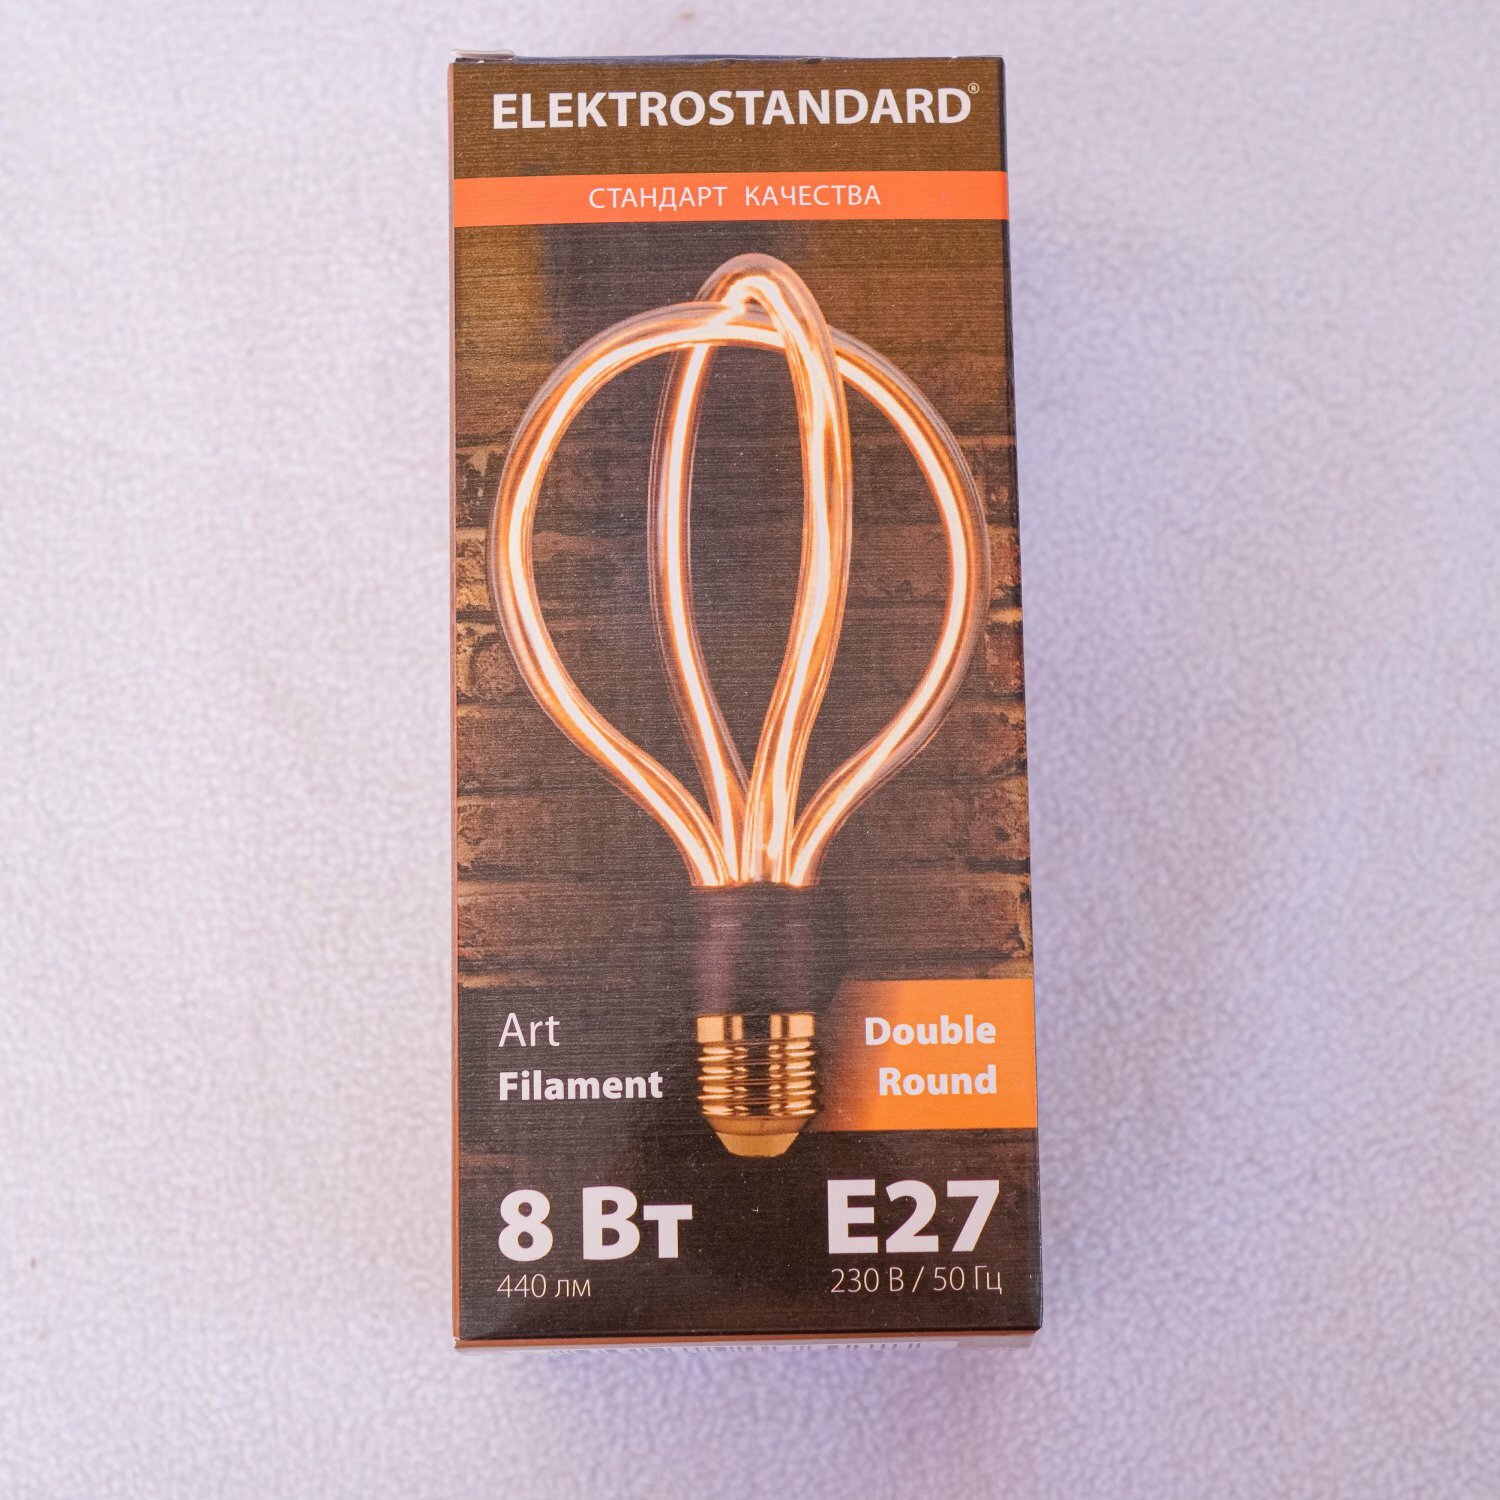 ELEKTROSTANDARD®
СТАНДАРТ КАЧЕСТВА
Art
Filament
Double
Round
8 Вт
E27
440 лм
230 В / 50 Гц